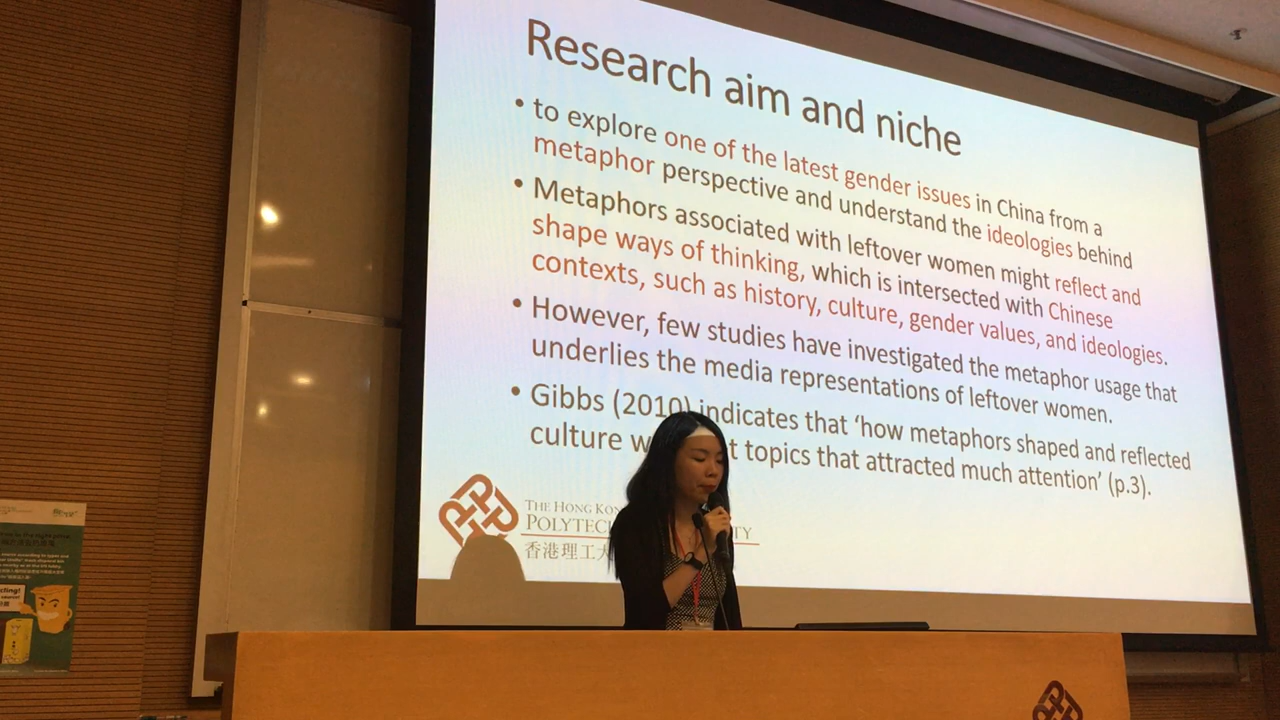 Research aim and niche
• to explore one of the latest gender issues in China from a
metaphor perspective and understand the ideologies behind
• Metaphors associated with leftover women might reflect and
shape ways of thinking, which is intersected with Chinese
contexts, such as history, culture, gender values, and ideologies.
• However, few studies have investigated the metaphor usage that
underlies the media representations of leftover women.
• Gibbs (2010) indicates that ‘how metaphors shaped and reflected
culture topics that attracted much attention’ (p.3).
THE HONG
POLYTEC
香港理工大